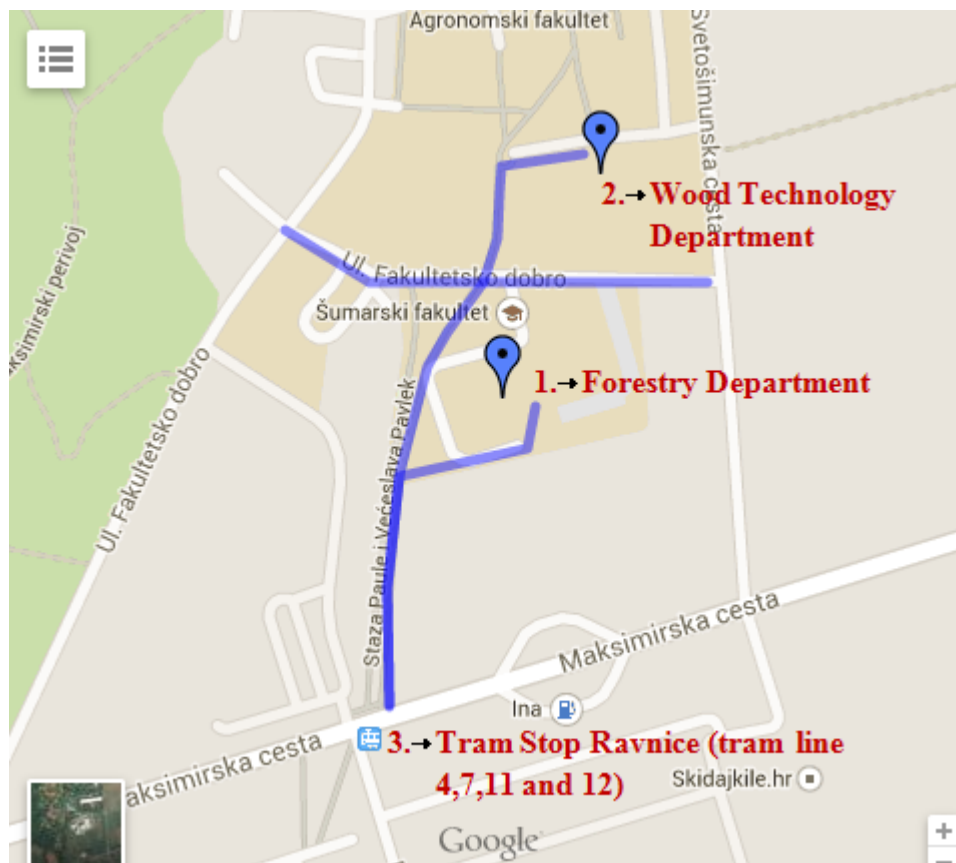 Agronomski fakultet
Svetošimunska cesta
2.→ Wood Technology
Department
Ul. Fakultetsko dobro
Šumarski fakultet
1.→ Forestry Department
aksimirski perivoj
Ul. Fakultetsko dobro
Staza Paule i Većeslava Pavlek
Maksimirska cesta
Ina
3.→ Tram Stop Ravnice (tram line
4,7,11 and 12)
aksimirska cesta
Skidajkile.hr
Google